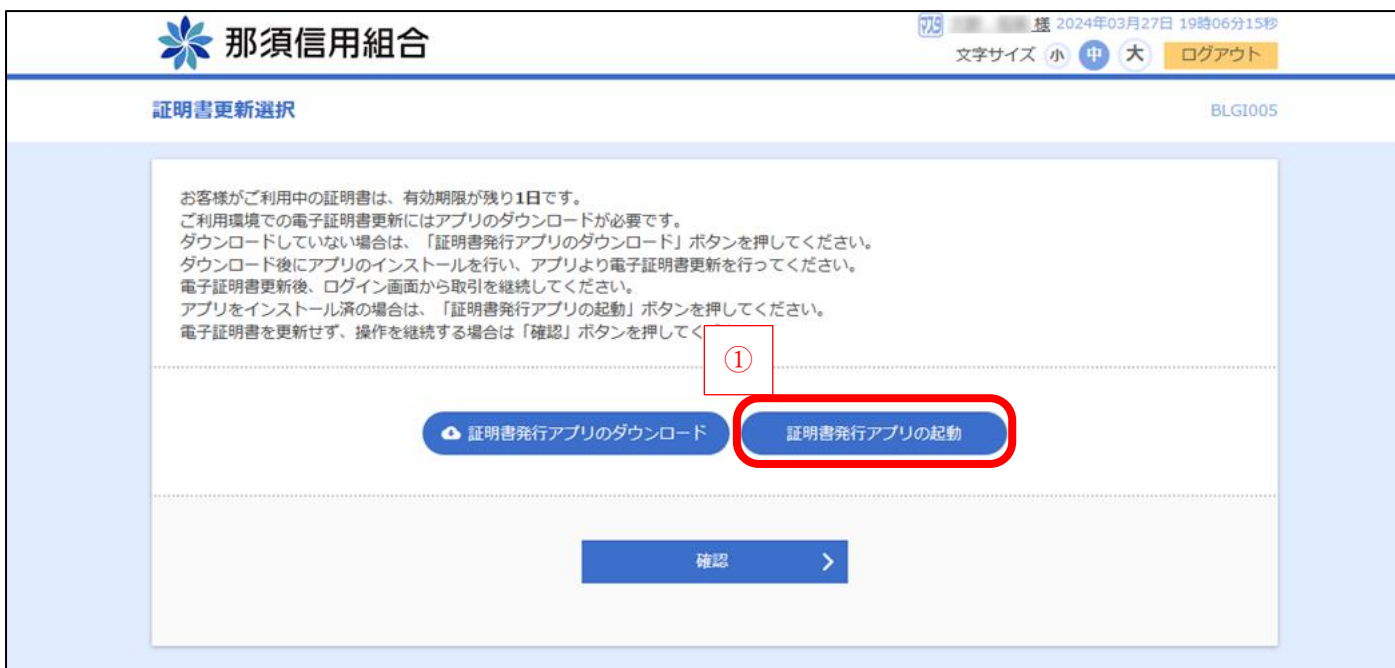 那須信用組合
マスタ 様 2024年03月27日 19時06分15秒
文字サイズ 小 中 大 ログアウト
証明書更新選択 BLGI005
お客様がご利用中の証明書は、有効期限が残り1日です。
ご利用環境での電子証明書更新にはアプリのダウンロードが必要です。
ダウンロードしていない場合は、「証明書発行アプリのダウンロード」ボタンを押してください。
ダウンロード後にアプリのインストールを行い、アプリより電子証明書更新を行ってください。
電子証明書更新後、ログイン画面から取引を継続してください。
アプリをインストール済の場合は、「証明書発行アプリの起動」ボタンを押してください。
電子証明書を更新せず、操作を継続する場合は「確認」ボタンを押してく
①
証明書発行アプリのダウンロード 証明書発行アプリの起動
確認